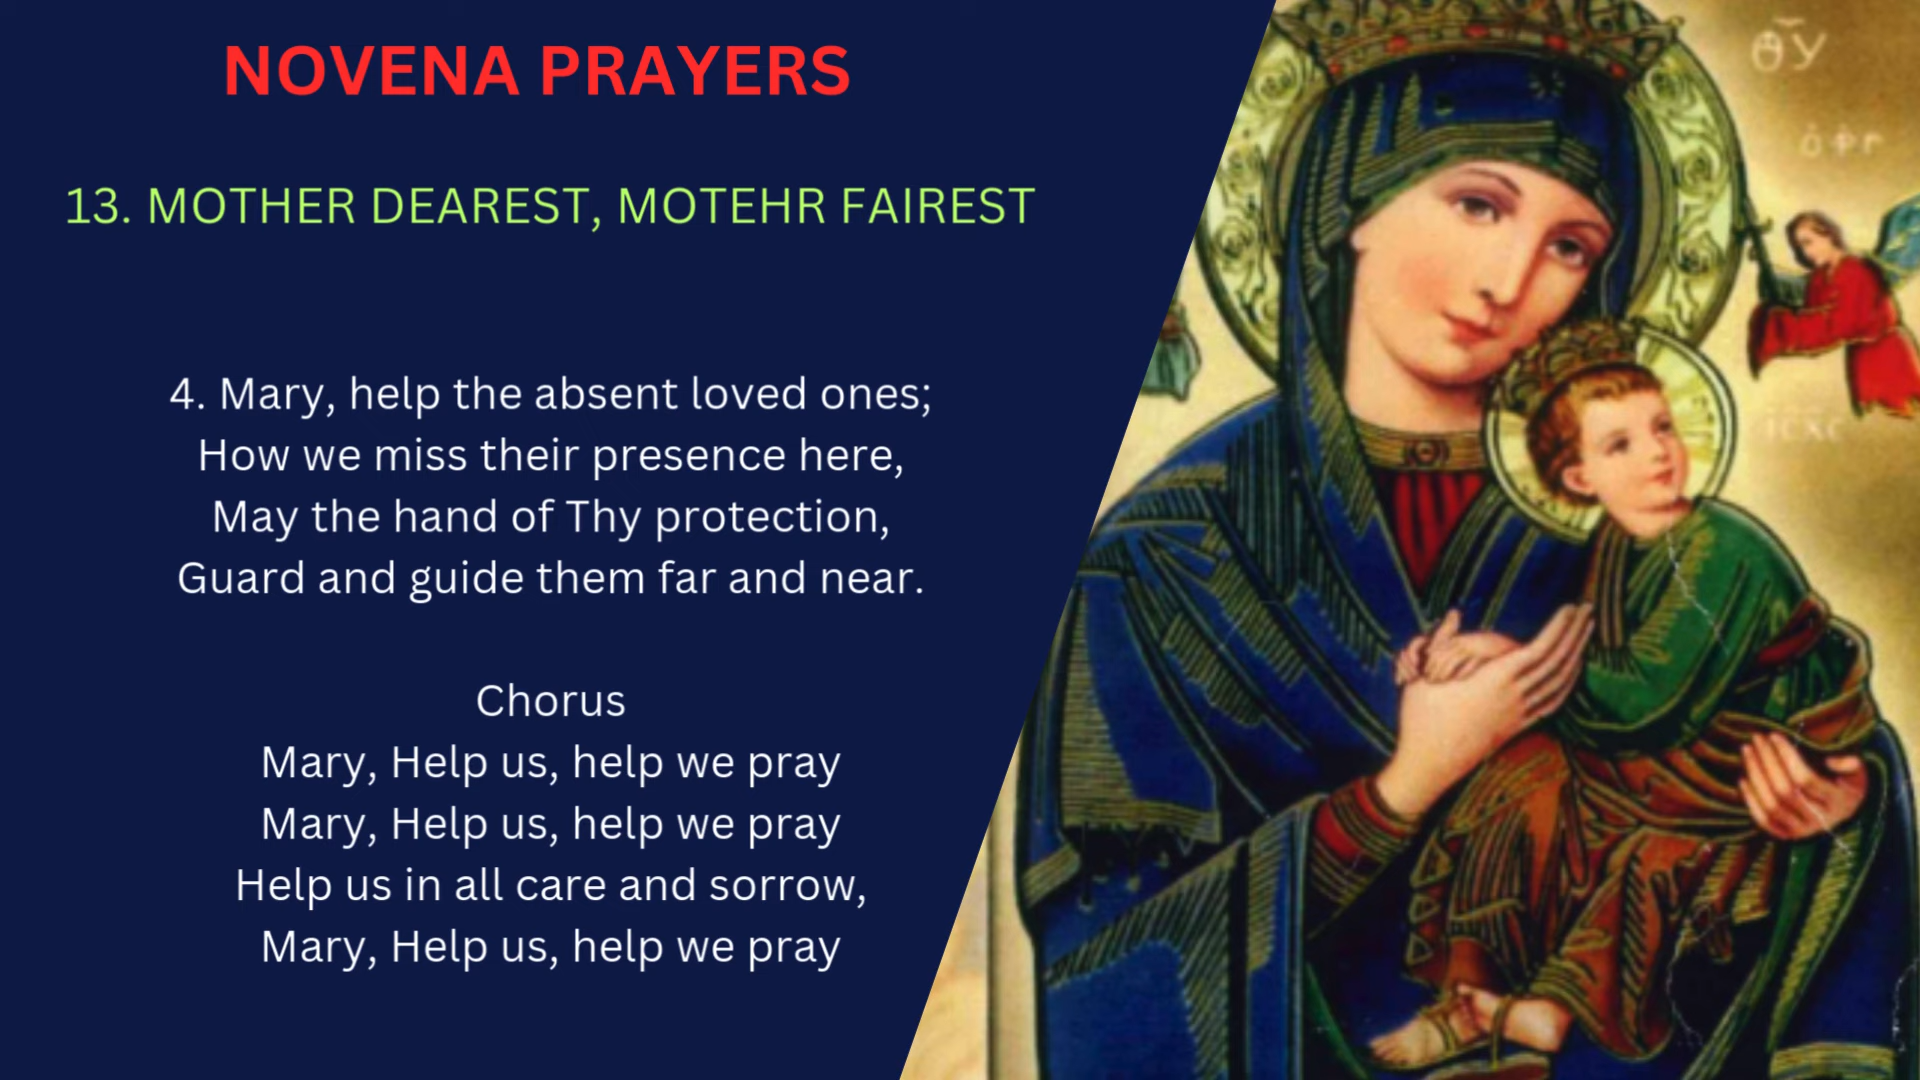 NOVENA PRAYERS
13. MOTHER DEAREST, MOTEHR FAIREST
4. Mary, help the absent loved ones;
How we miss their presence here,
May the hand of Thy protection,
Guard and guide them far and near.
Chorus
Mary, Help us, help we pray
Mary, Help us, help we pray
Help us in all care and sorrow,
Mary, Help us, help we pray